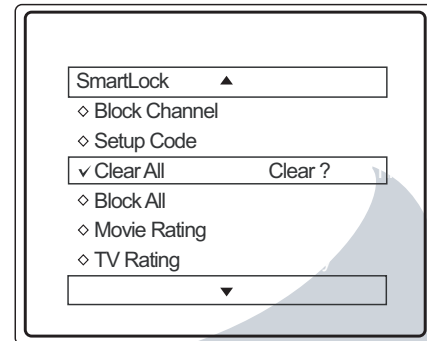 SmartLock ▲
◇ Block Channel
◇ Setup Code
✓ Clear All Clear ?
◇ Block All
◇ Movie Rating
◇ TV Rating
▼